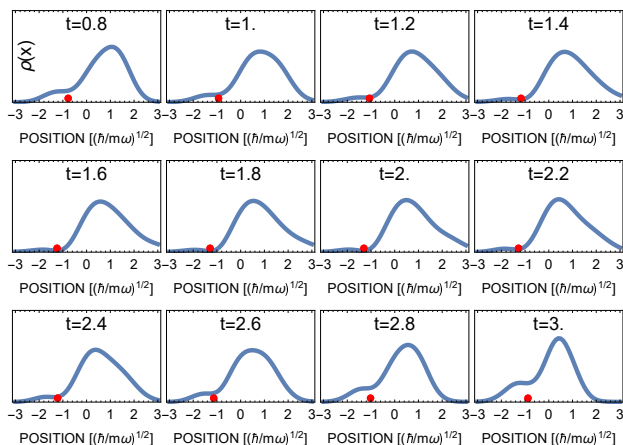 t=0.8 t=1. t=1.2 t=1.4
ρ(x)
-3 -2 -1 0 1 2 3 -3 -2 -1 0 1 2 3 -3 -2 -1 0 1 2 3 -3 -2 -1 0 1 2 3
POSITION [(ℏ/mω)^1/2] POSITION [(ℏ/mω)^1/2] POSITION [(ℏ/mω)^1/2] POSITION [(ℏ/mω)^1/2]
t=1.6 t=1.8 t=2. t=2.2
-3 -2 -1 0 1 2 3 -3 -2 -1 0 1 2 3 -3 -2 -1 0 1 2 3 -3 -2 -1 0 1 2 3
POSITION [(ℏ/mω)^1/2] POSITION [(ℏ/mω)^1/2] POSITION [(ℏ/mω)^1/2] POSITION [(ℏ/mω)^1/2]
t=2.4 t=2.6 t=2.8 t=3.
-3 -2 -1 0 1 2 3 -3 -2 -1 0 1 2 3 -3 -2 -1 0 1 2 3 -3 -2 -1 0 1 2 3
POSITION [(ℏ/mω)^1/2] POSITION [(ℏ/mω)^1/2] POSITION [(ℏ/mω)^1/2] POSITION [(ℏ/mω)^1/2]